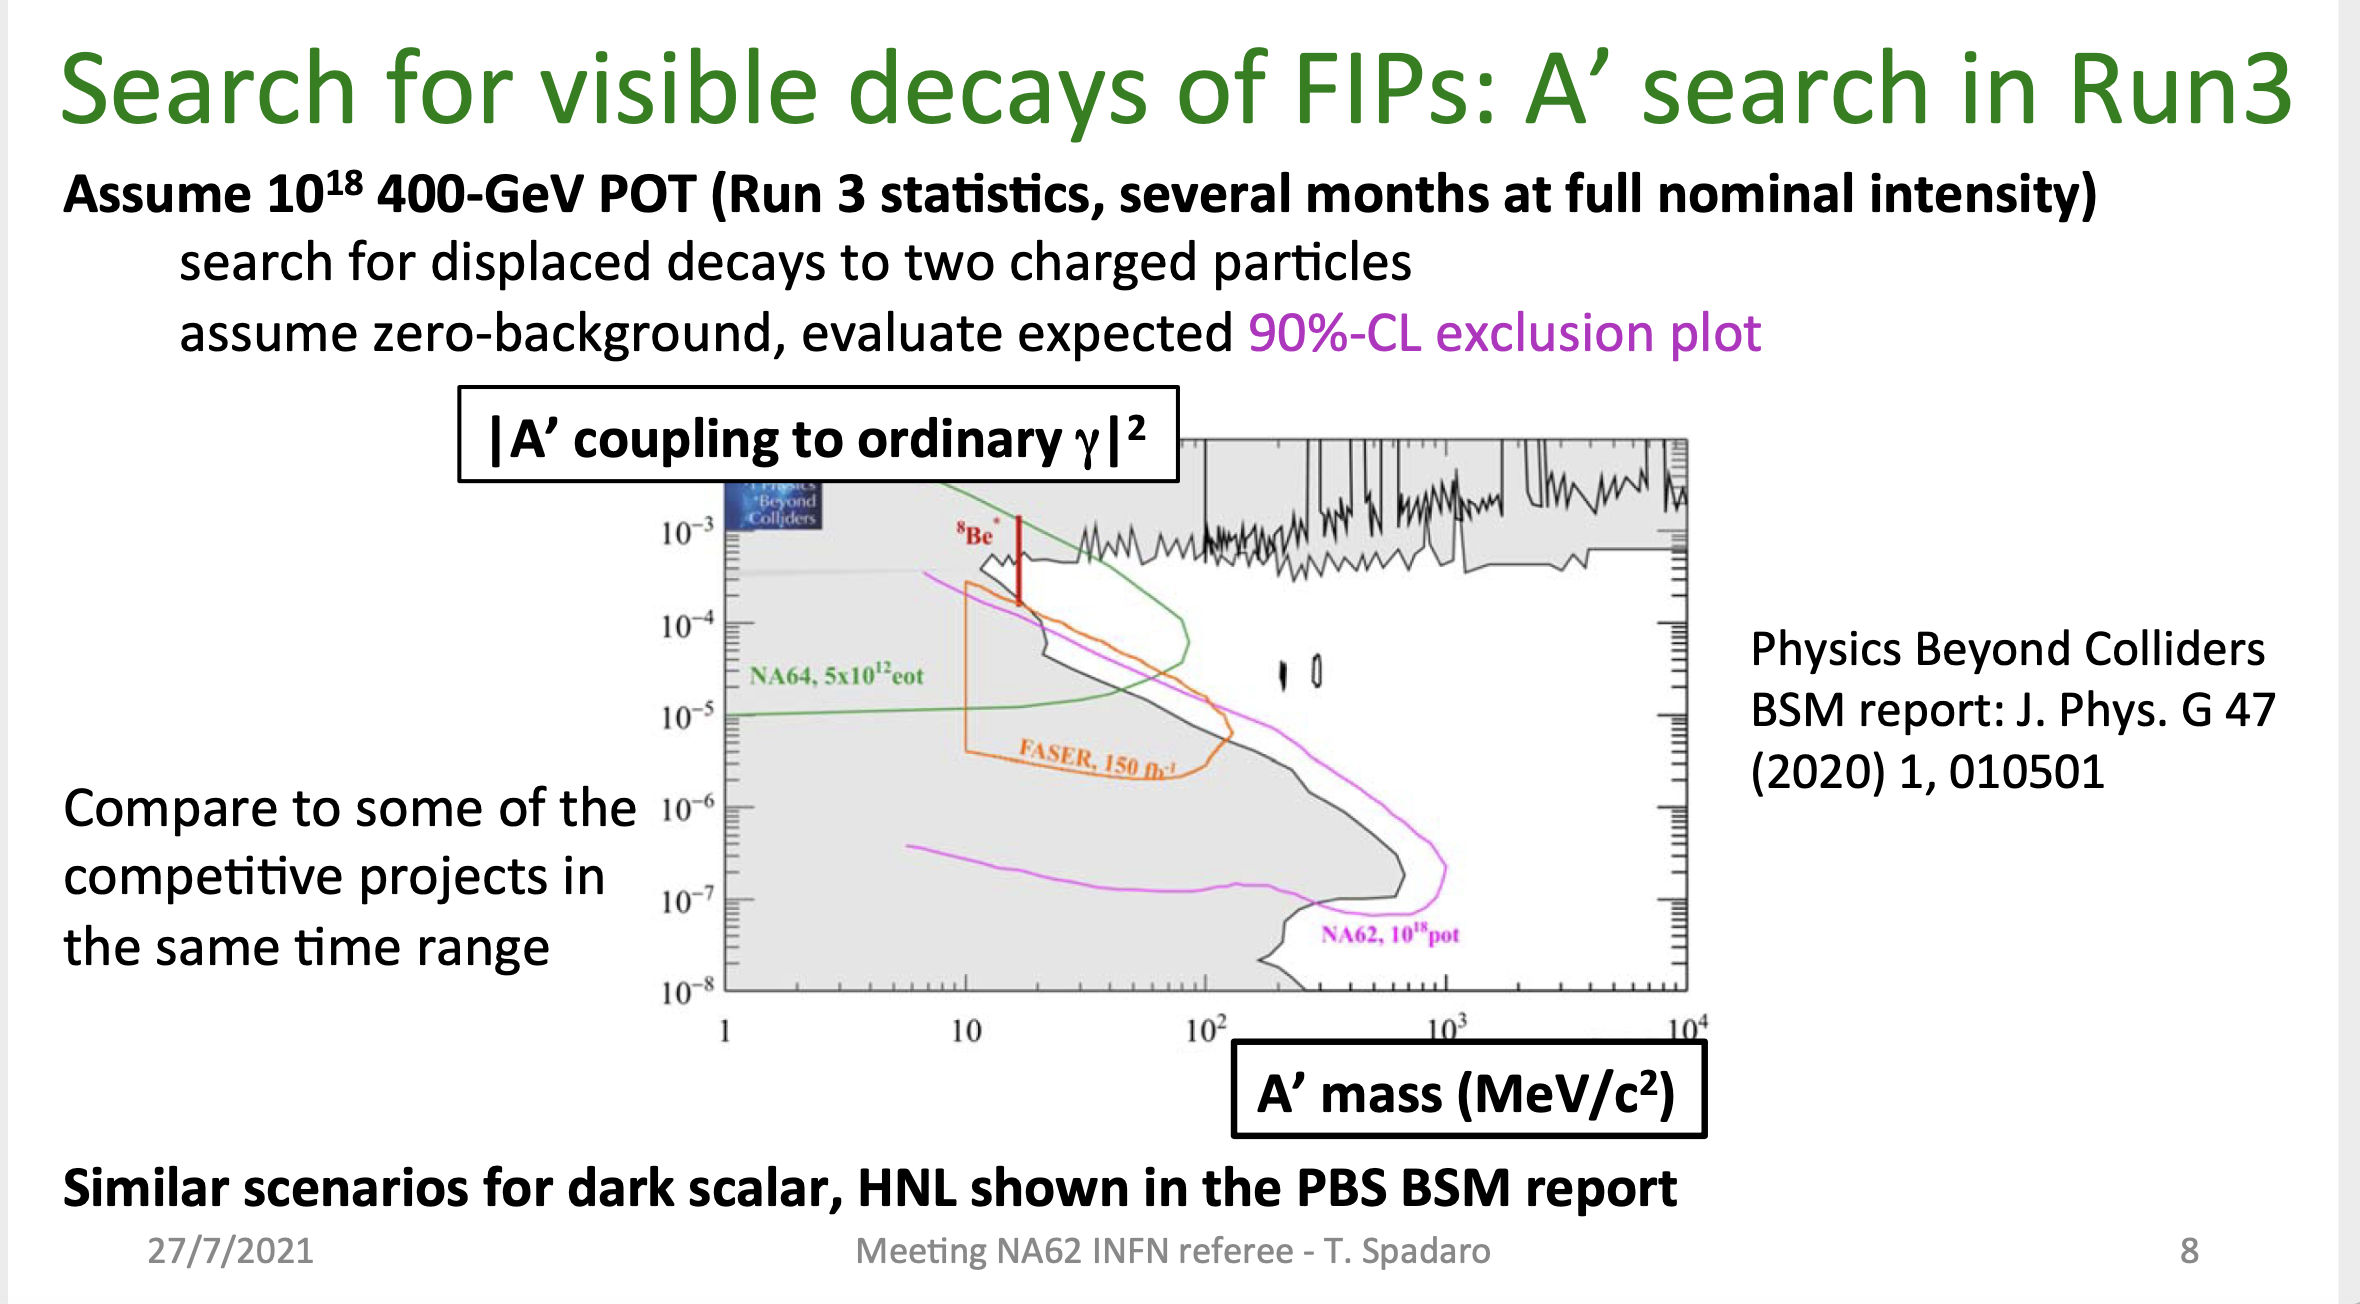 Search for visible decays of FIPs: A’ search in Run3
Assume 10¹⁸ 400-GeV POT (Run 3 statistics, several months at full nominal intensity)
search for displaced decays to two charged particles
assume zero-background, evaluate expected 90%-CL exclusion plot
|A’ coupling to ordinary γ|²
Physics
Beyond
Colliders
10⁻³
⁸Be*
10⁻⁴
NA64, 5x10¹²eot
10⁻⁵
FASER, 150 fb⁻¹
10⁻⁶
10⁻⁷
NA62, 10¹⁸pot
10⁻⁸
1 10 10² 10³ 10⁴
A’ mass (MeV/c²)
Physics Beyond Colliders
BSM report: J. Phys. G 47
(2020) 1, 010501
Compare to some of the
competitive projects in
the same time range
Similar scenarios for dark scalar, HNL shown in the PBS BSM report
27/7/2021 Meeting NA62 INFN referee - T. Spadaro 8